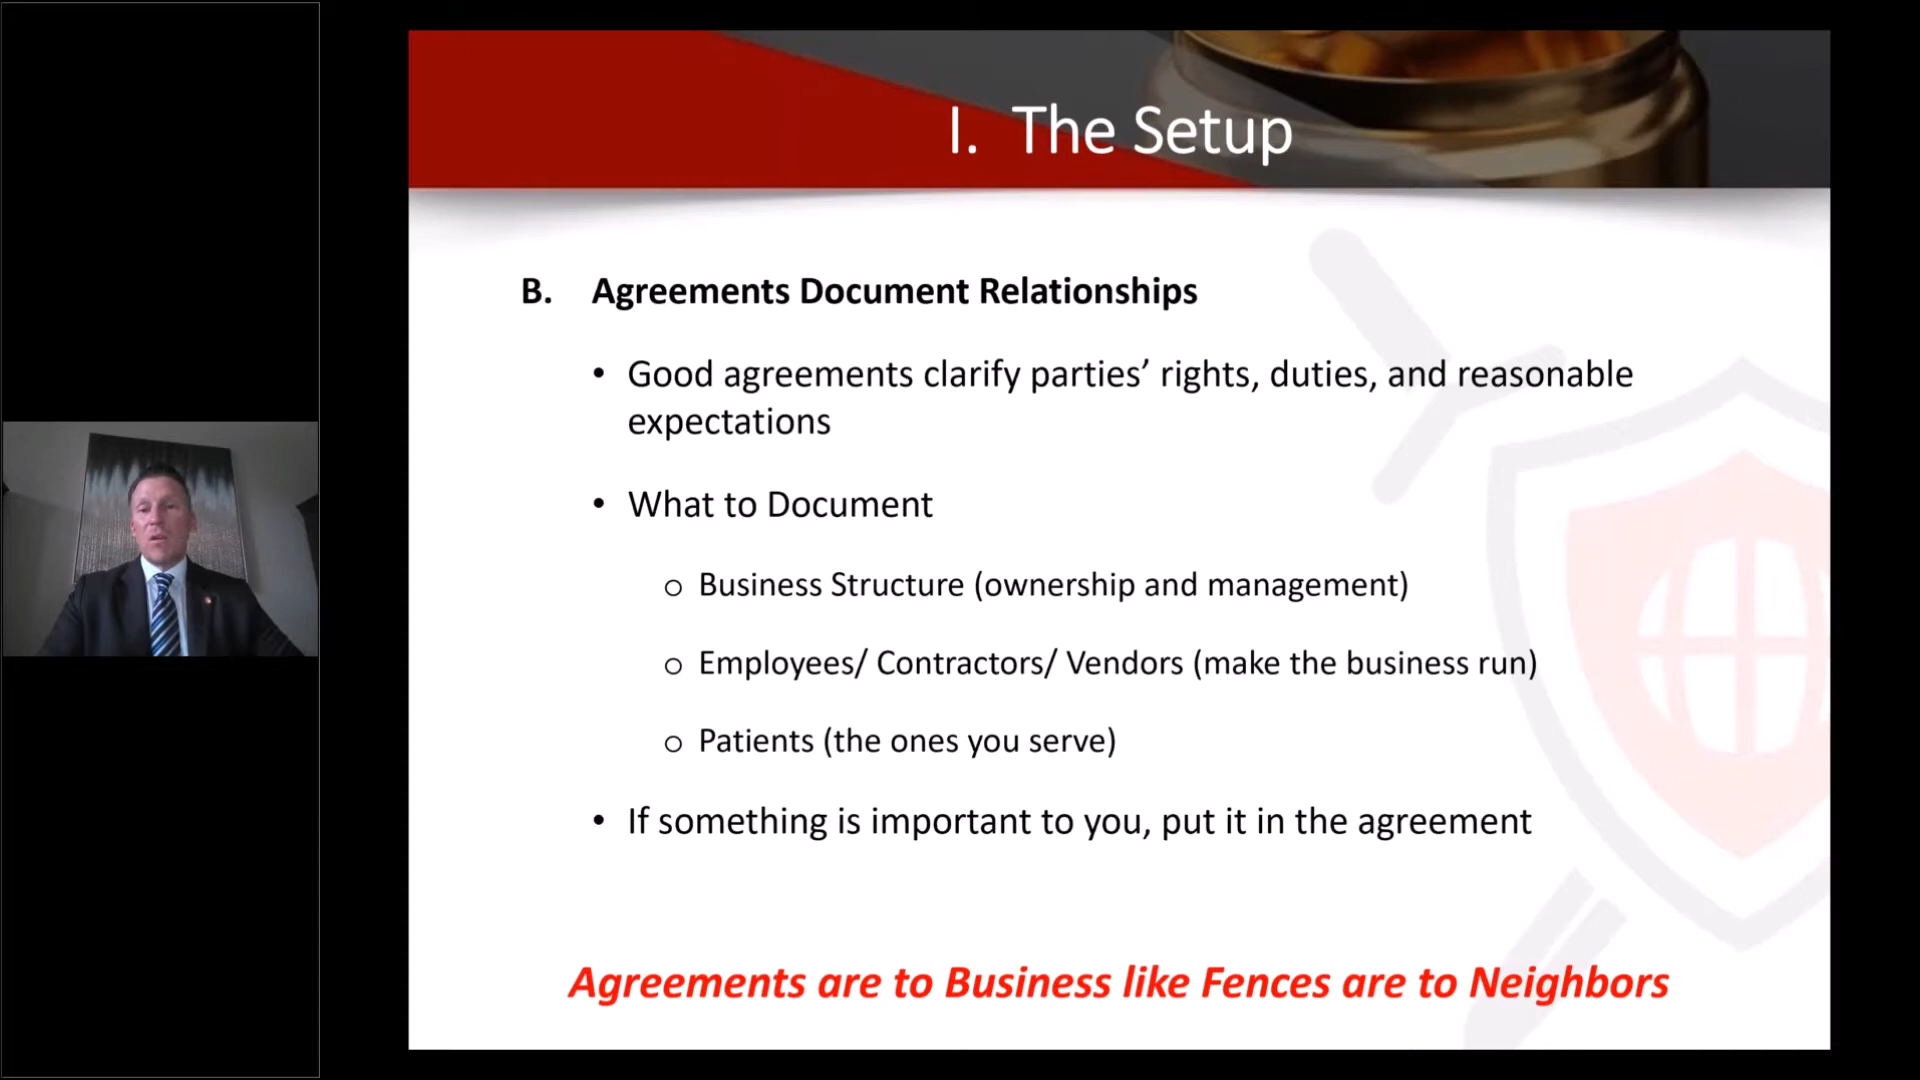 I. The Setup
B. Agreements Document Relationships
• Good agreements clarify parties’ rights, duties, and reasonable
expectations
• What to Document
o Business Structure (ownership and management)
o Employees/ Contractors/ Vendors (make the business run)
o Patients (the ones you serve)
• If something is important to you, put it in the agreement
Agreements are to Business like Fences are to Neighbors